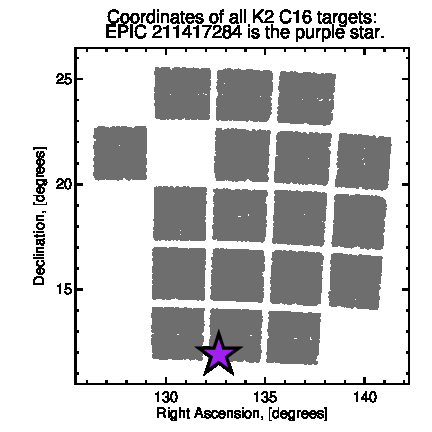 Coordinates of all K2 C16 targets:
EPIC 211417284 is the purple star.
25
20
15
Declination, [degrees]
130 135 140
Right Ascension, [degrees]